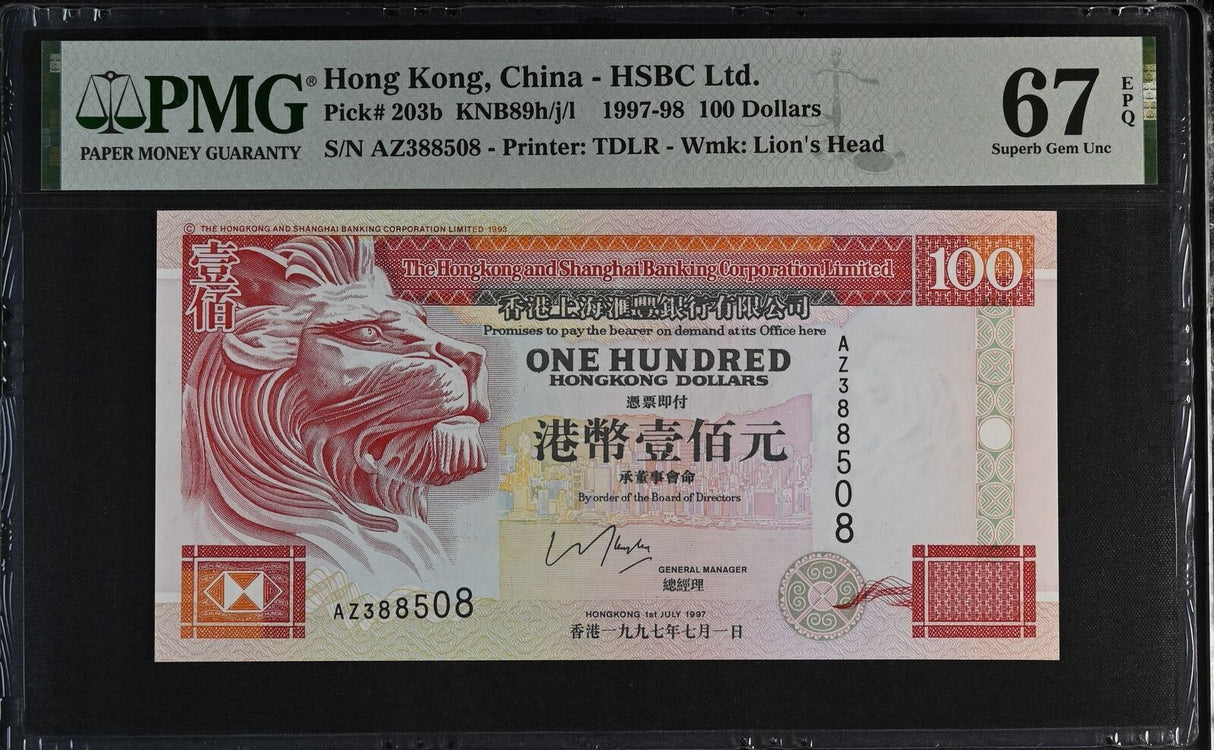 PMG® Hong Kong, China - HSBC Ltd.
Pick# 203b KNB89h/j/l 1997-98 100 Dollars
S/N AZ388508 - Printer: TDLR - Wmk: Lion's Head
PAPER MONEY GUARANTY
67 EPQ
Superb Gem Unc
© THE HONGKONG AND SHANGHAI BANKING CORPORATION LIMITED 1993
壹佰
The Hongkong and Shanghai Banking Corporation Limited
100
香港上海滙豐銀行有限公司
Promises to pay the bearer on demand at its Office here
ONE HUNDRED
HONGKONG DOLLARS
憑票即付
港幣壹佰元
承董事會命
By order of the Board of Directors
AZ388508
GENERAL MANAGER
總經理
AZ388508
HONGKONG 1st JULY 1997
香港一九九七年七月一日